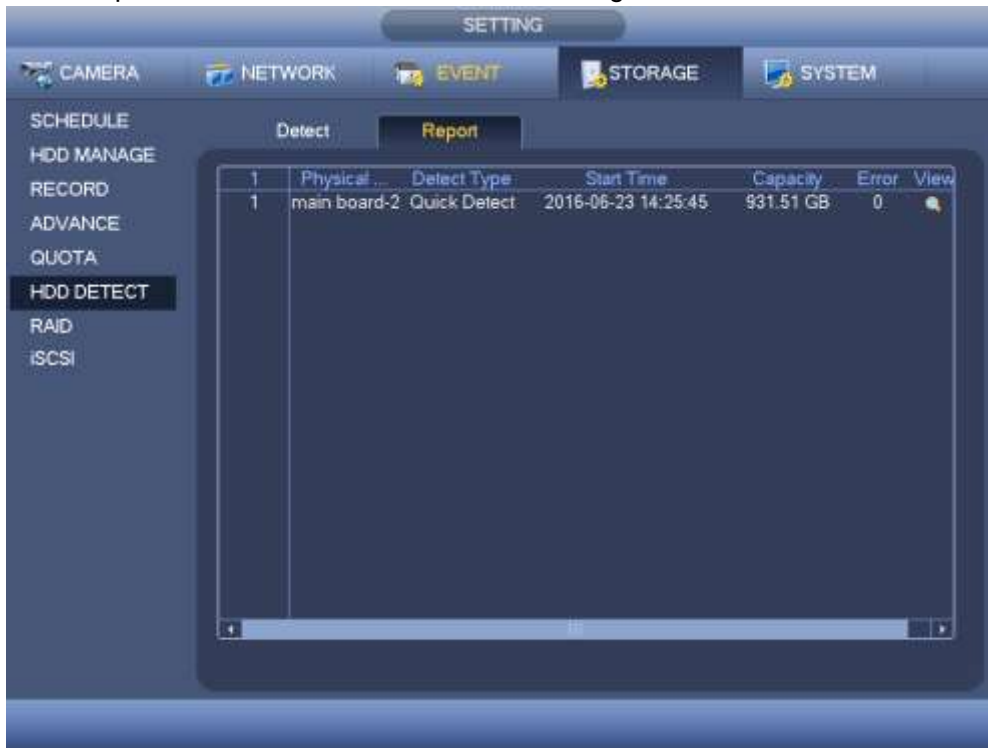 SETTING
CAMERA NETWORK EVENT STORAGE SYSTEM
SCHEDULE
HDD MANAGE
RECORD
ADVANCE
QUOTA
HDD DETECT
RAID
iSCSI
Detect Report
1 Physical ... Detect Type Start Time Capacity Error View
1 main board-2 Quick Detect 2016-06-23 14:25:45 931.51 GB 0